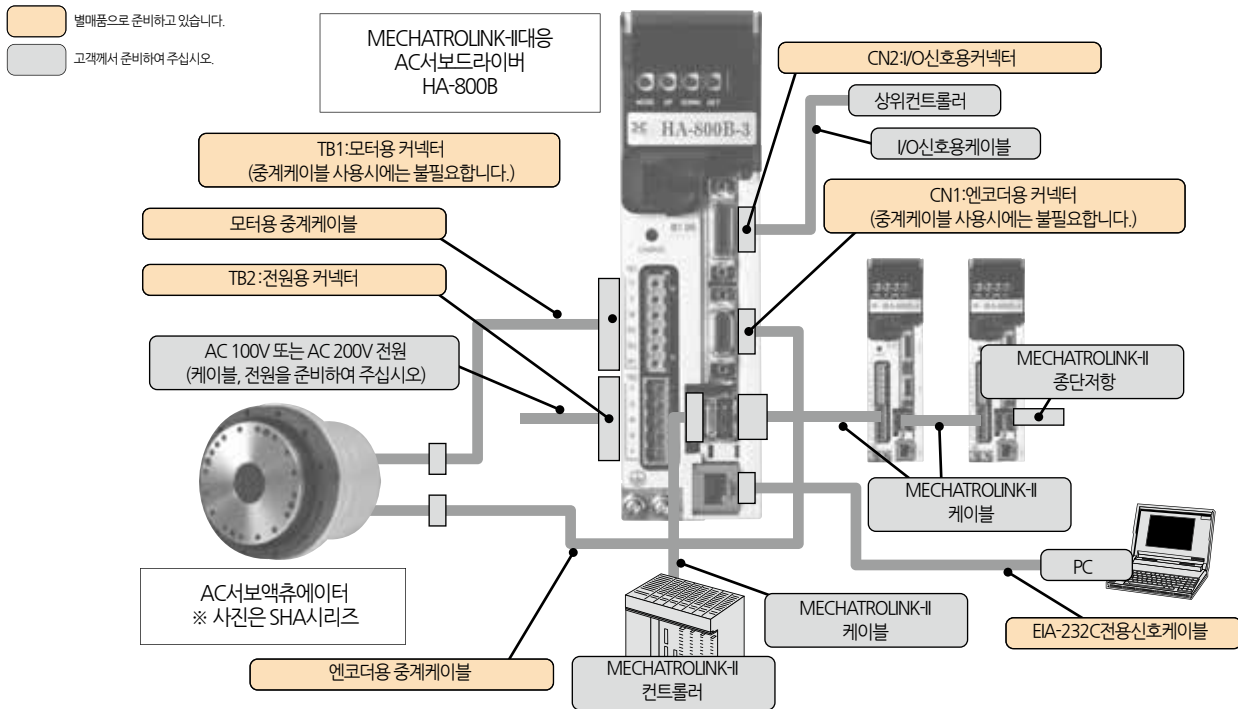 별매품으로 준비하고 있습니다.
고객께서 준비하여 주십시오.
MECHATROLINK-II대응
AC서보드라이버
HA-800B
CN2:I/O신호용커넥터
상위컨트롤러
I/O신호용케이블
TB1:모터용 커넥터
(중계케이블 사용시에는 불필요합니다.)
CN1:엔코더용 커넥터
(중계케이블 사용시에는 불필요합니다.)
모터용 중계케이블
TB2:전원용 커넥터
AC 100V 또는 AC 200V 전원
(케이블, 전원을 준비하여 주십시오)
HA-800B-3
MECHATROLINK-II
종단저항
MECHATROLINK-II
케이블
PC
EIA-232C전용신호케이블
MECHATROLINK-II
케이블
AC서보액츄에이터
※ 사진은 SHA시리즈
엔코더용 중계케이블
MECHATROLINK-II
컨트롤러